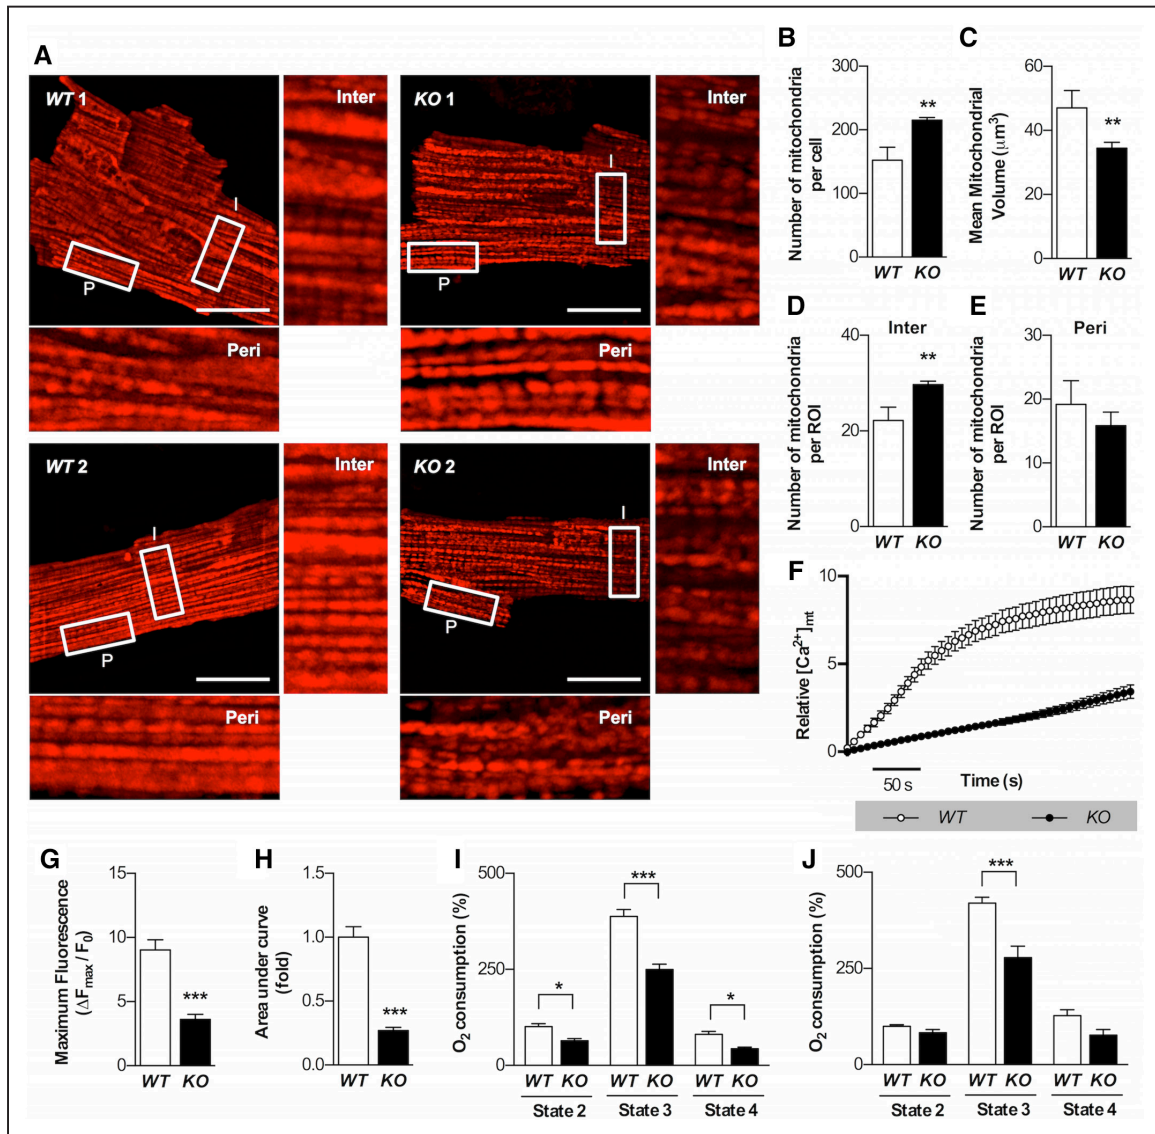 A
WT 1
Inter
I
P
Peri
KO 1
Inter
I
P
Peri
WT 2
Inter
I
P
Peri
KO 2
Inter
I
P
Peri
B
Number of mitochondria
per cell
300
200
100
0
WT KO
**
C
Mean Mitochondrial
Volume (μm³)
60
40
20
0
WT KO
**
D
Inter
Number of mitochondria
per ROI
40
20
0
WT KO
**
E
Peri
Number of mitochondria
per ROI
30
20
10
0
WT KO
F
Relative [Ca²⁺]mt
10
5
0
50 s
Time (s)
WT KO
G
Maximum Fluorescence
(ΔFmax / F0)
15
10
5
0
***
WT KO
H
Area under curve
(fold)
1.5
1.0
0.5
0.0
***
WT KO
I
O2 consumption (%)
500
250
0
*
***
*
WT KO WT KO WT KO
State 2 State 3 State 4
J
O2 consumption (%)
500
250
0
***
WT KO WT KO WT KO
State 2 State 3 State 4